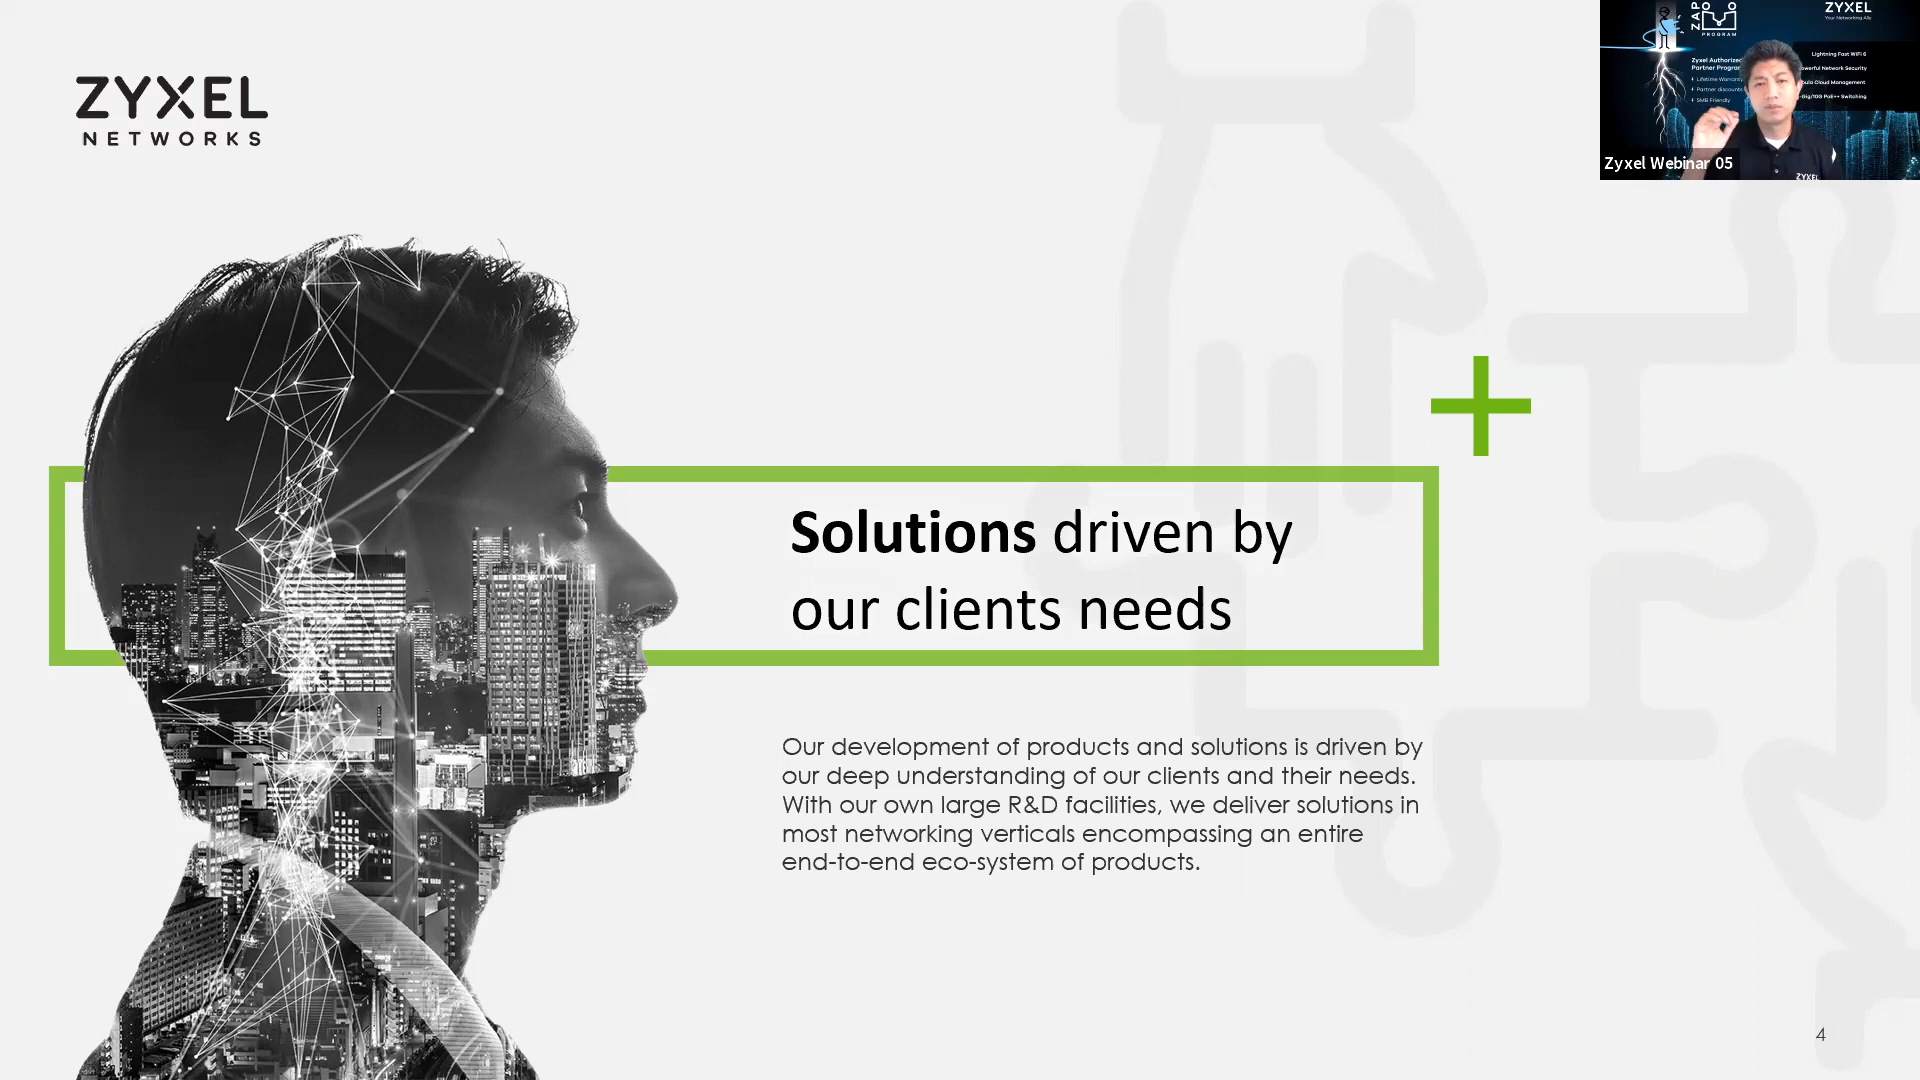 ZYXEL
NETWORKS
Solutions driven by
our clients needs
Our development of products and solutions is driven by
our deep understanding of our clients and their needs.
With our own large R&D facilities, we deliver solutions in
most networking verticals encompassing an entire
end-to-end eco-system of products.
4
ZAP
PROGRAM
ZYXEL
Your Networking Ally
Zyxel Authorized
Partner Program
Lifetime Warranty
Partner discounts
SMB Friendly
Lightning Fast WiFi 6
Network Security
Cloud Management
PoE++ Switching
ZYXEL
Zyxel Webinar 05